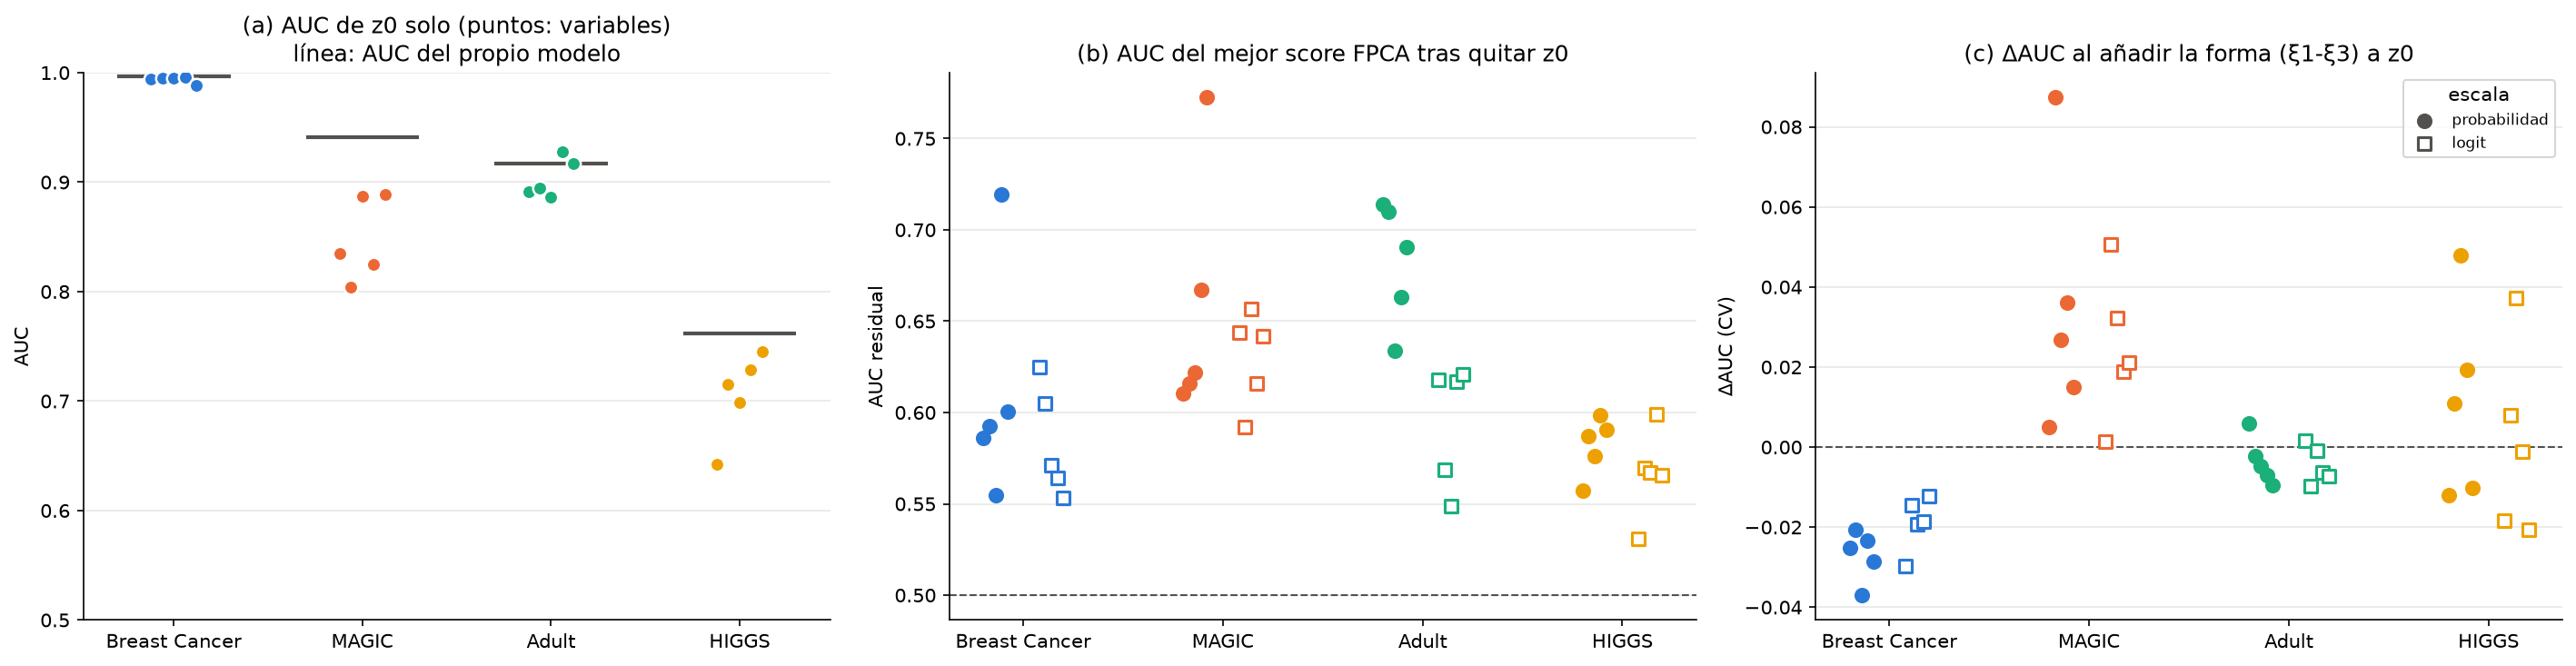 (a) AUC de z0 solo (puntos: variables)
línea: AUC del propio modelo
AUC
1.0
0.9
0.8
0.7
0.6
0.5
Breast Cancer
MAGIC
Adult
HIGGS
(b) AUC del mejor score FPCA tras quitar z0
AUC residual
0.75
0.70
0.65
0.60
0.55
0.50
Breast Cancer
MAGIC
Adult
HIGGS
(c) ΔAUC al añadir la forma (ξ1-ξ3) a z0
ΔAUC (CV)
0.08
0.06
0.04
0.02
0.00
−0.02
−0.04
Breast Cancer
MAGIC
Adult
HIGGS
escala
probabilidad
logit